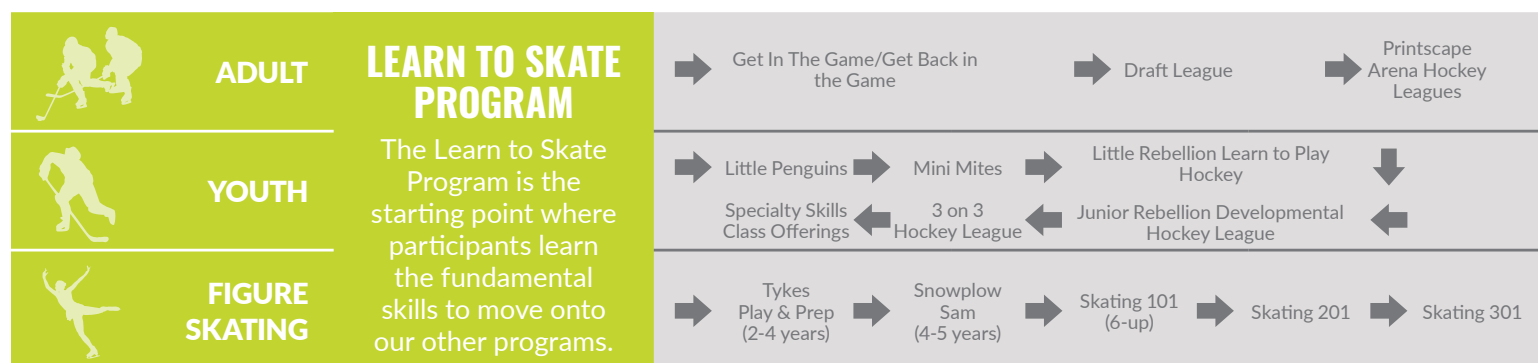 ADULT
LEARN TO SKATE
PROGRAM
The Learn to Skate
Program is the
starting point where
participants learn
the fundamental
skills to move onto
our other programs.
Get In The Game/Get Back in
the Game
Draft League
Printscape
Arena Hockey
Leagues
YOUTH
Little Penguins
Mini Mites
Little Rebellion Learn to Play
Hockey
Junior Rebellion Developmental
Hockey League
3 on 3
Hockey League
Specialty Skills
Class Offerings
FIGURE
SKATING
Tykes
Play & Prep
(2-4 years)
Snowplow
Sam
(4-5 years)
Skating 101
(6-up)
Skating 201
Skating 301